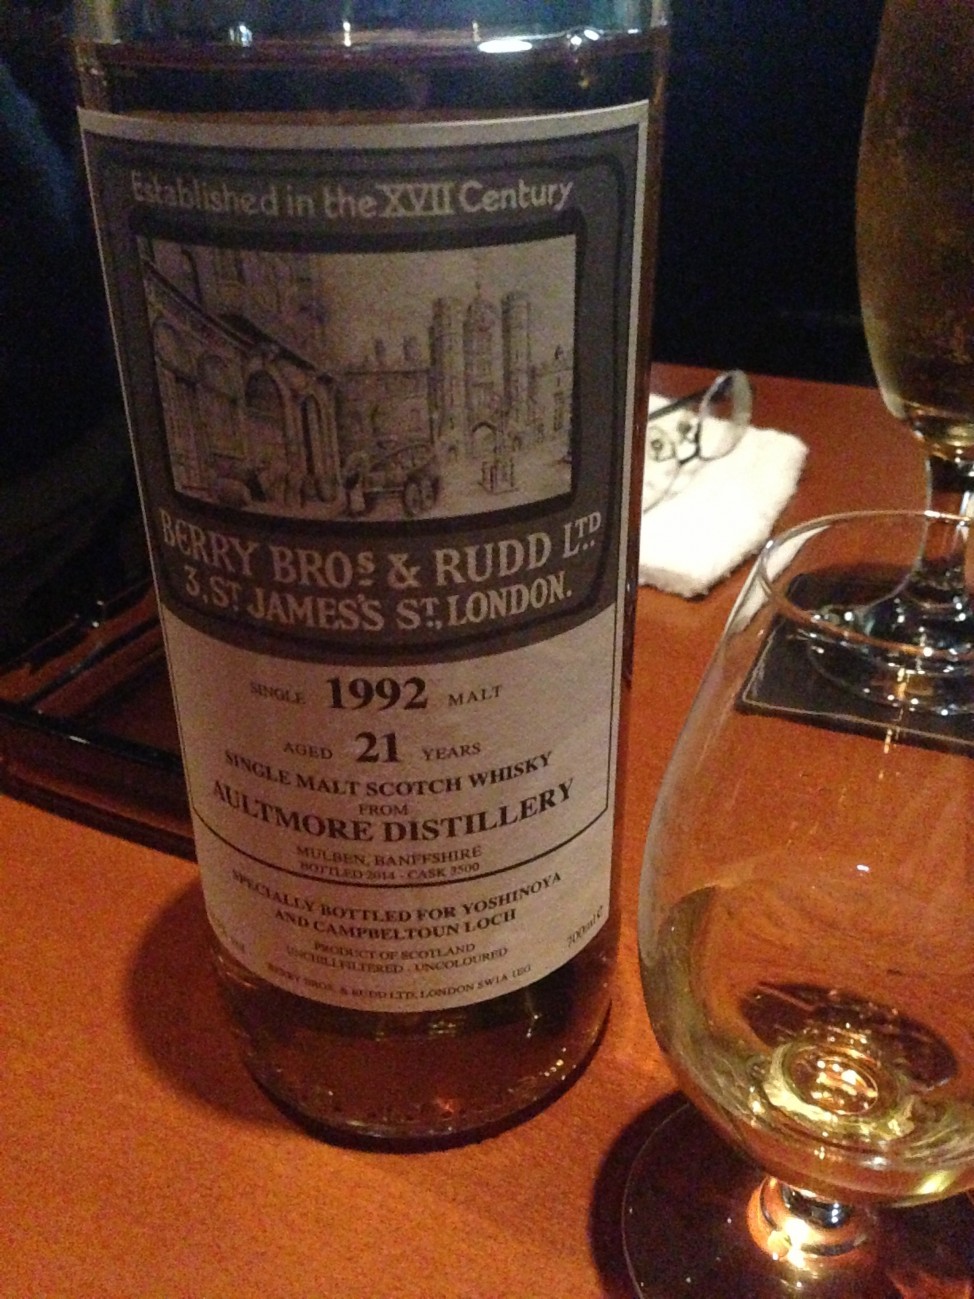 Established in the XVII Century
BERRY BROS & RUDD LTD.
3, ST JAMES'S ST, LONDON.
SINGLE 1992 MALT
AGED 21 YEARS
SINGLE MALT SCOTCH WHISKY
FROM
AULTMORE DISTILLERY
MULBEN, BANFFSHIRE
BOTTLED 2014 - CASK 3500
SPECIALLY BOTTLED FOR YOSHINOYA
AND CAMPBELTOUN LOCH
700ml e
PRODUCT OF SCOTLAND
UNCHILLFILTERED - UNCOLOURED
BERRY BROS. & RUDD LTD, LONDON SW1A 1EG